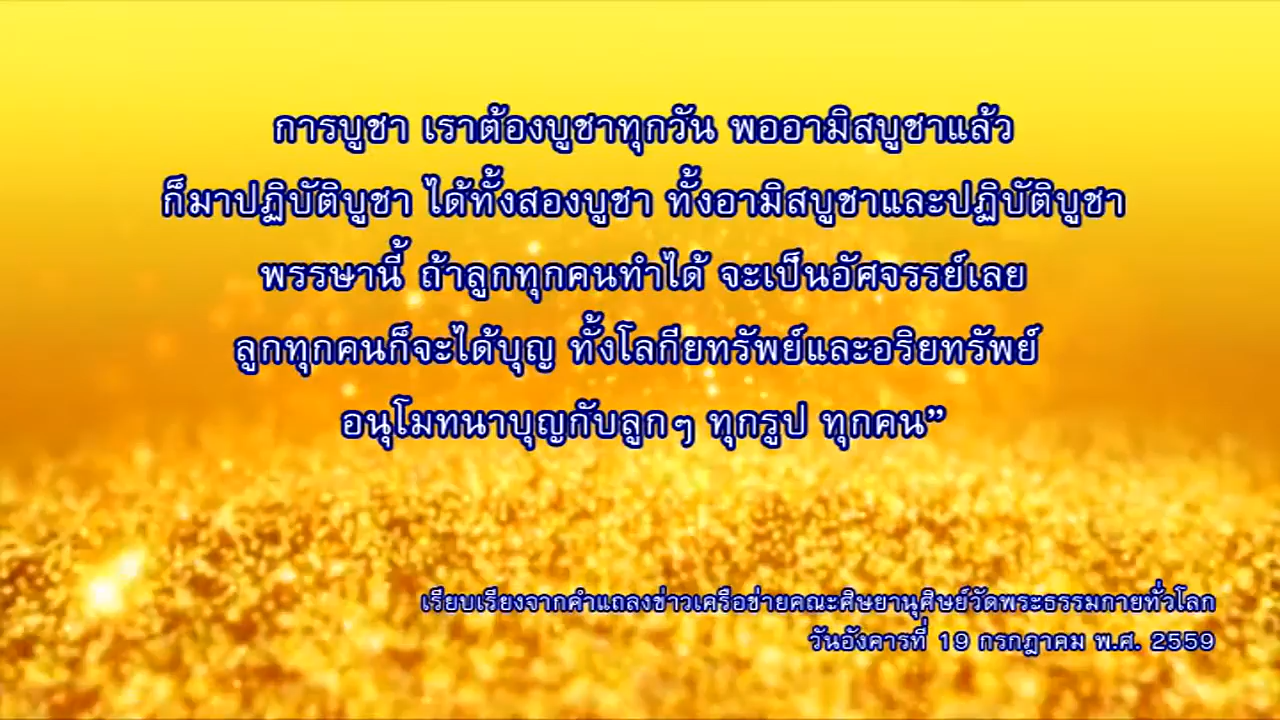 การบูชา เราต้องบูชาทุกวัน พออามิสบูชาแล้ว
ก็มาปฏิบัติบูชา ได้ทั้งสองบูชา ทั้งอามิสบูชาและปฏิบัติบูชา
พรรษานี้ ถ้าลูกทุกคนทำได้ จะเป็นอัศจรรย์เลย
ลูกทุกคนก็จะได้บุญ ทั้งโลกียทรัพย์และอริยทรัพย์
อนุโมทนาบุญกับลูกๆ ทุกรูป ทุกคน”
เรียบเรียงจากคำแถลงข่าวเครือข่ายคณะศิษยานุศิษย์วัดพระธรรมกายทั่วโลก
วันอังคารที่ 19 กรกฎาคม พ.ศ. 2559